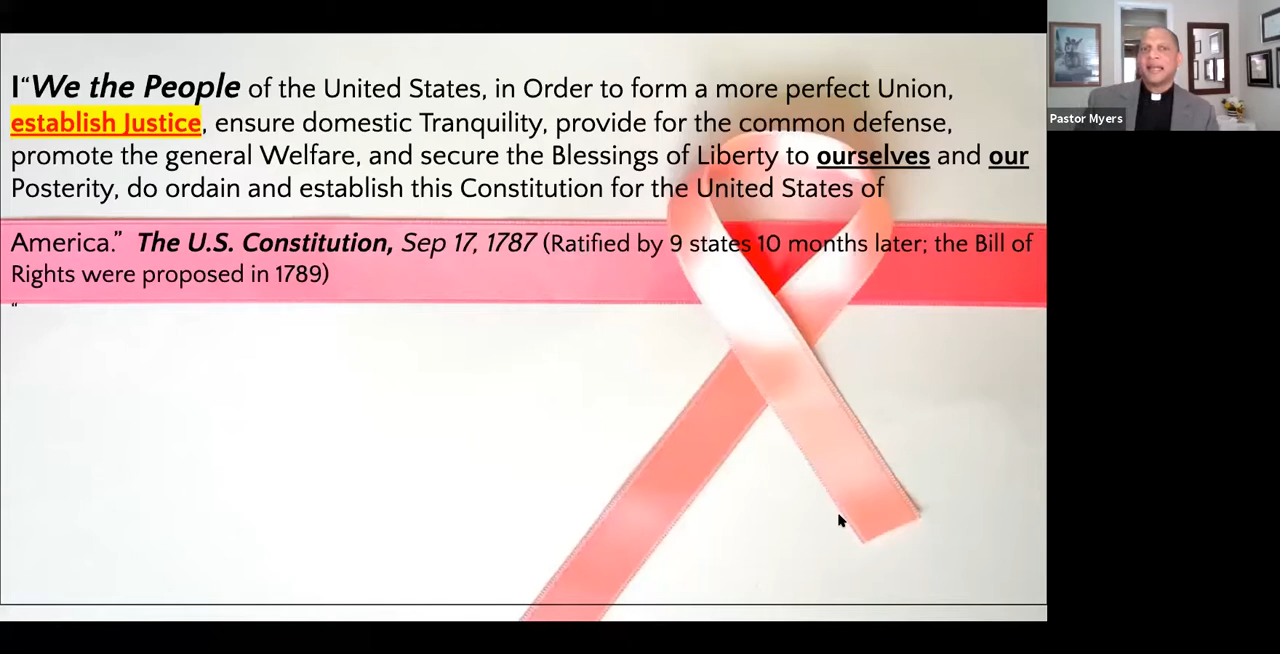 I“We the People of the United States, in Order to form a more perfect Union,
establish Justice, ensure domestic Tranquility, provide for the common defense,
promote the general Welfare, and secure the Blessings of Liberty to ourselves and our
Posterity, do ordain and establish this Constitution for the United States of
America.” The U.S. Constitution, Sep 17, 1787 (Ratified by 9 states 10 months later; the Bill of
Rights were proposed in 1789)
“
Pastor Myers